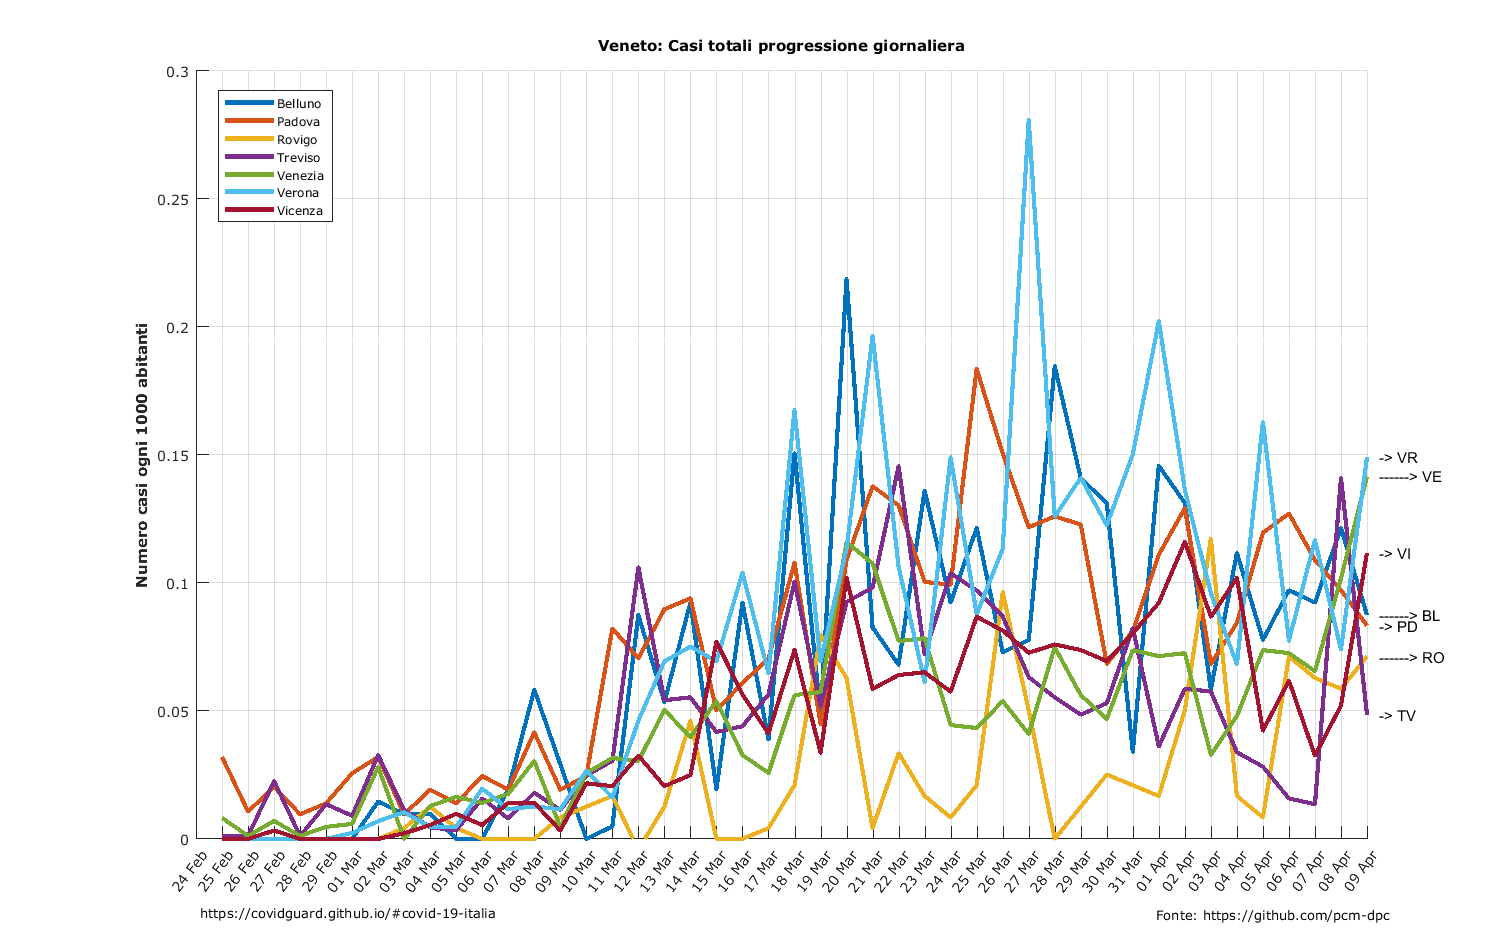 Veneto: Casi totali progressione giornaliera
Numero casi ogni 1000 abitanti
0.3
0.25
0.2
0.15
0.1
0.05
0
Belluno
Padova
Rovigo
Treviso
Venezia
Verona
Vicenza
-> VR
------> VE
-> VI
------> BL
-> PD
------> RO
-> TV
24 Feb
25 Feb
26 Feb
27 Feb
28 Feb
29 Feb
01 Mar
02 Mar
03 Mar
04 Mar
05 Mar
06 Mar
07 Mar
08 Mar
09 Mar
10 Mar
11 Mar
12 Mar
13 Mar
14 Mar
15 Mar
16 Mar
17 Mar
18 Mar
19 Mar
20 Mar
21 Mar
22 Mar
23 Mar
24 Mar
25 Mar
26 Mar
27 Mar
28 Mar
29 Mar
30 Mar
31 Mar
01 Apr
02 Apr
03 Apr
04 Apr
05 Apr
06 Apr
07 Apr
08 Apr
09 Apr
https://covidguard.github.io/#covid-19-italia
Fonte: https://github.com/pcm-dpc